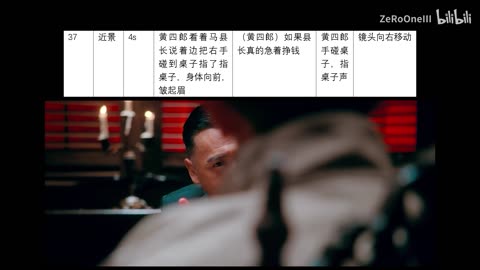 ZeRoOneIII bilibili
37 近景 4s 黄四郎看着马县 （黄四郎）如果县 黄四郎 镜头向右移动
长说着边把右手 长真的急着挣钱 手碰桌
碰到桌子指了指 子，指
桌子，身体向前， 桌子声
皱起眉